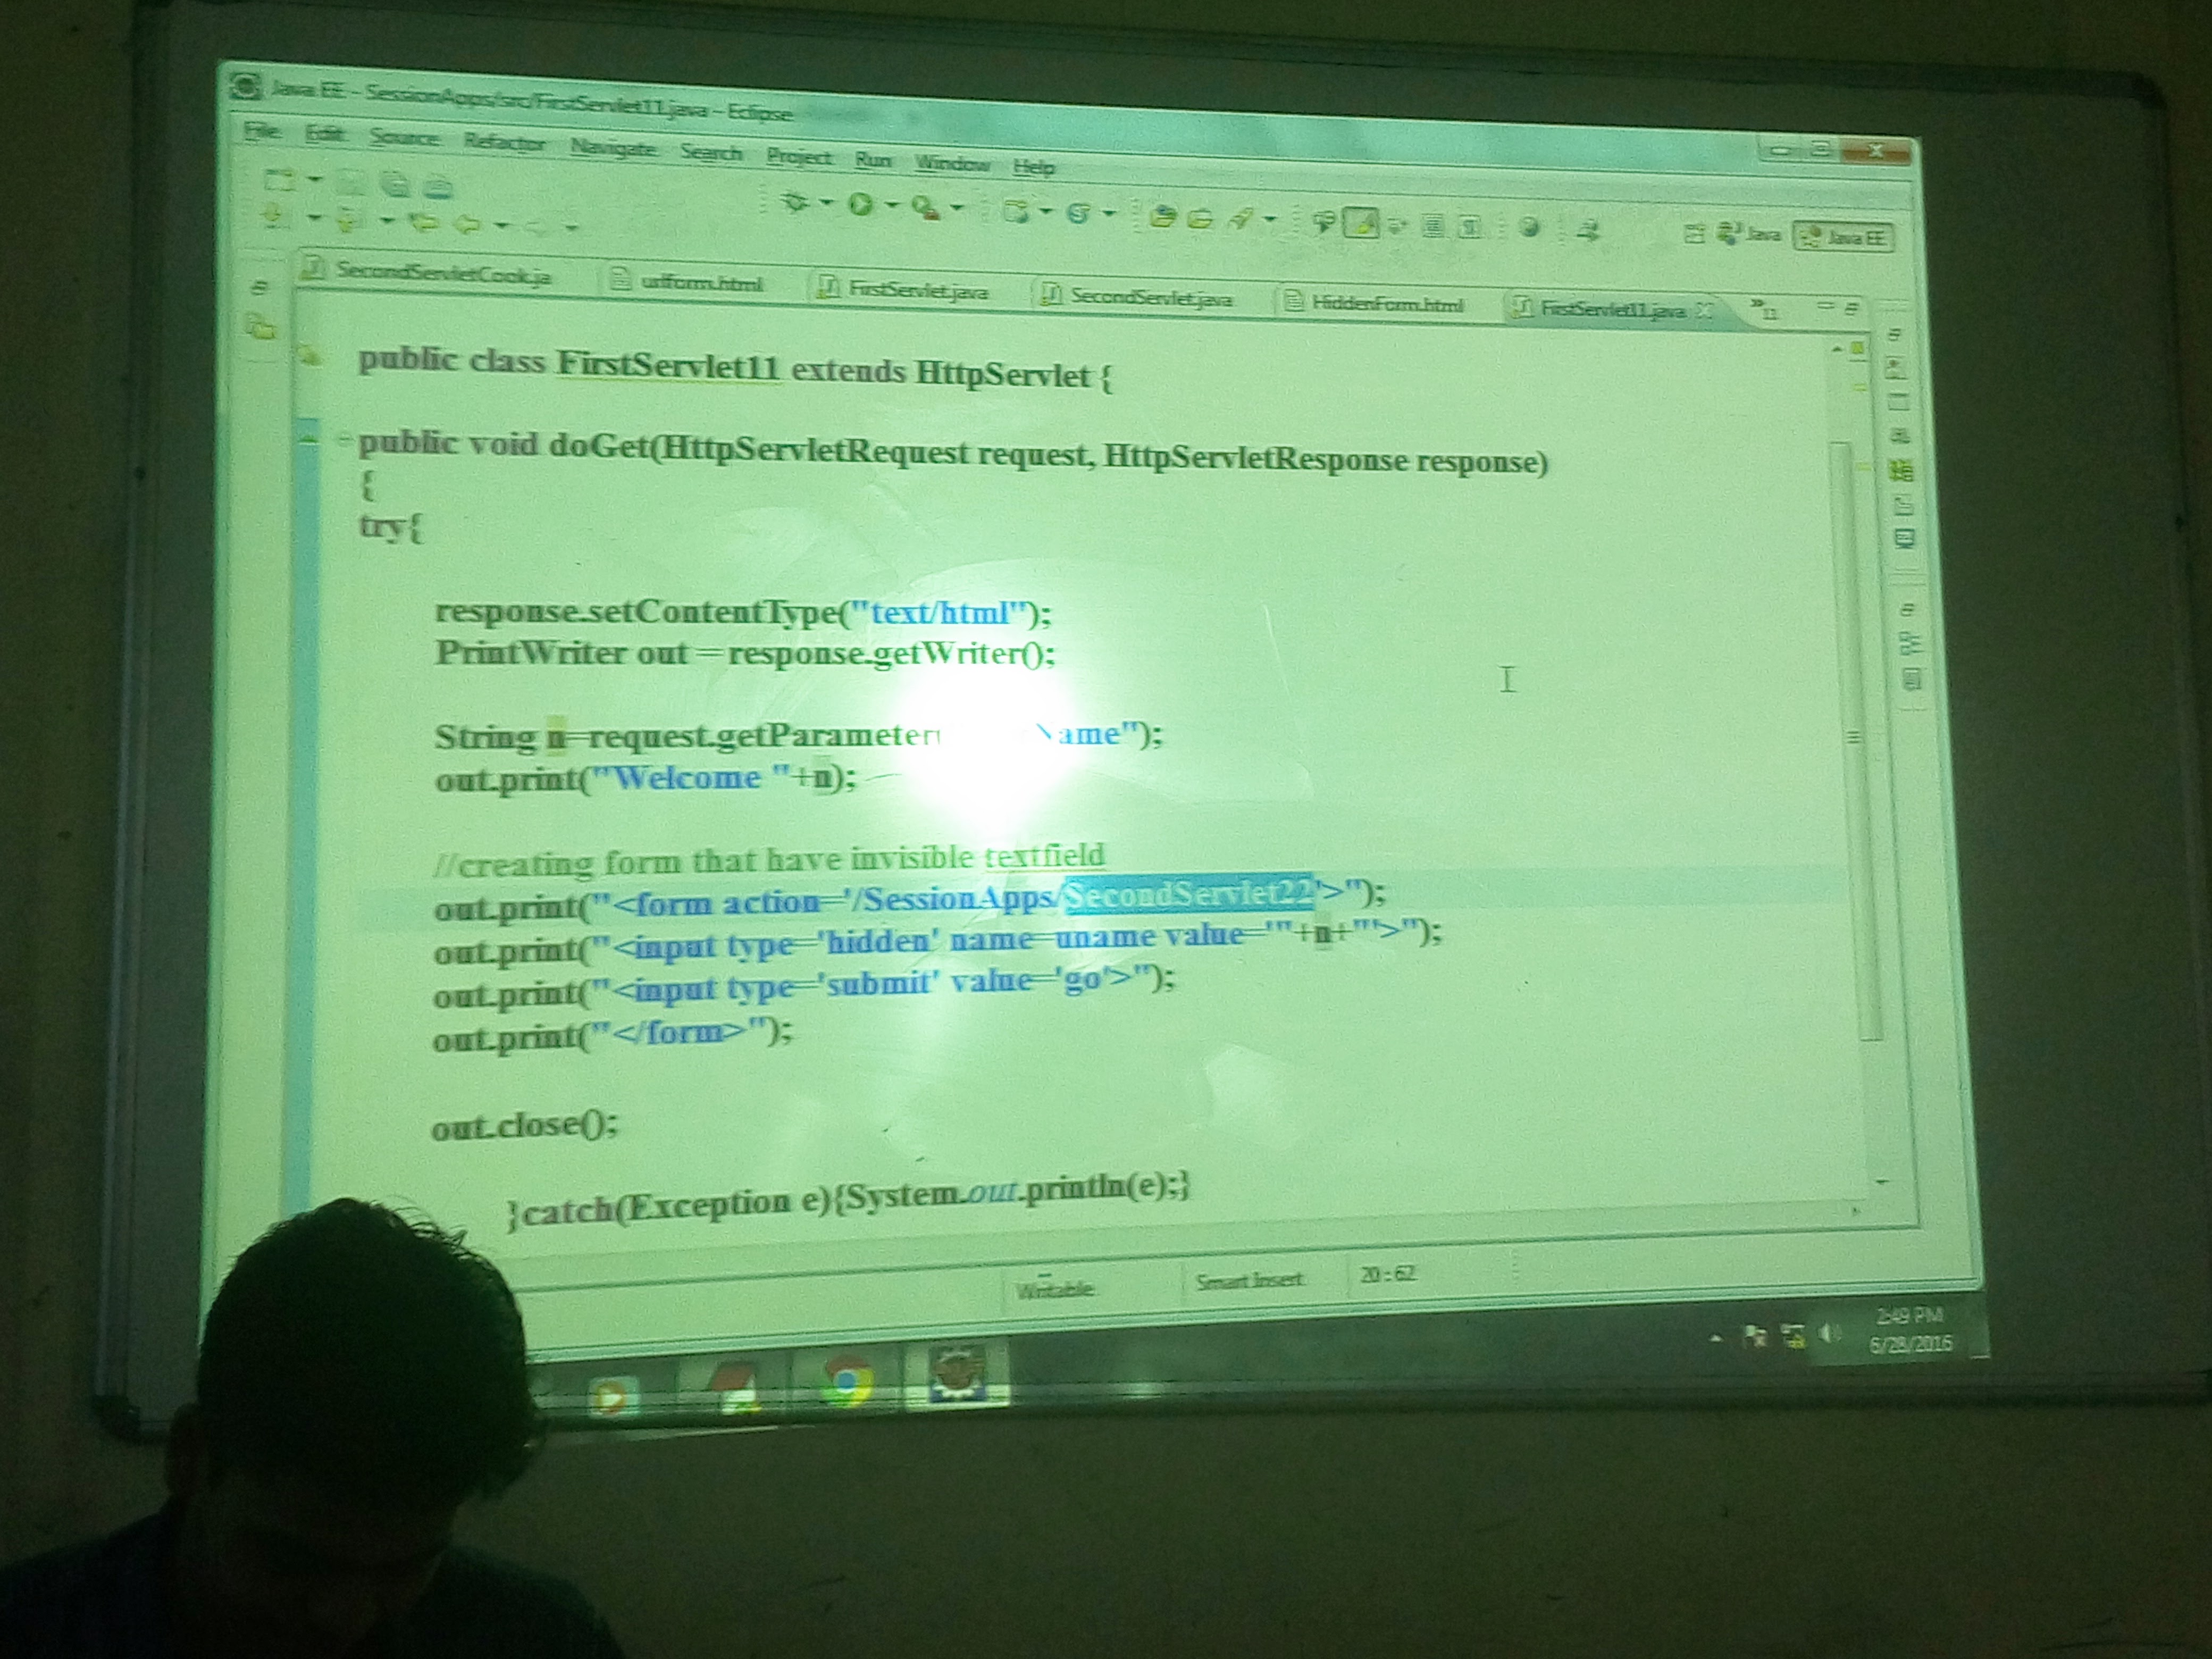 Java EE - SessionApps/src/FirstServlet11.java - Eclipse
File Edit Source Refactor Navigate Search Project Run Window Help
Java Java EE
SecondServletCook.ja urlform.html FirstServlet.java SecondServlet.java HiddenForm.html FirstServlet11.java »11
public class FirstServlet11 extends HttpServlet {
public void doGet(HttpServletRequest request, HttpServletResponse response)
{
try{
response.setContentType("text/html");
PrintWriter out = response.getWriter();
String n=request.getParameter ame");
out.print("Welcome "+n);
//creating form that have invisible textfield
out.print("<form action='/SessionApps/SecondServlet22'>");
out.print("<input type='hidden' name=uname value='"+n+"'>");
out.print("<input type='submit' value='go'>");
out.print("</form>");
out.close();
}catch(Exception e){System.out.println(e);}
Writable Smart Insert 20 : 62
2:49 PM
6/28/2016